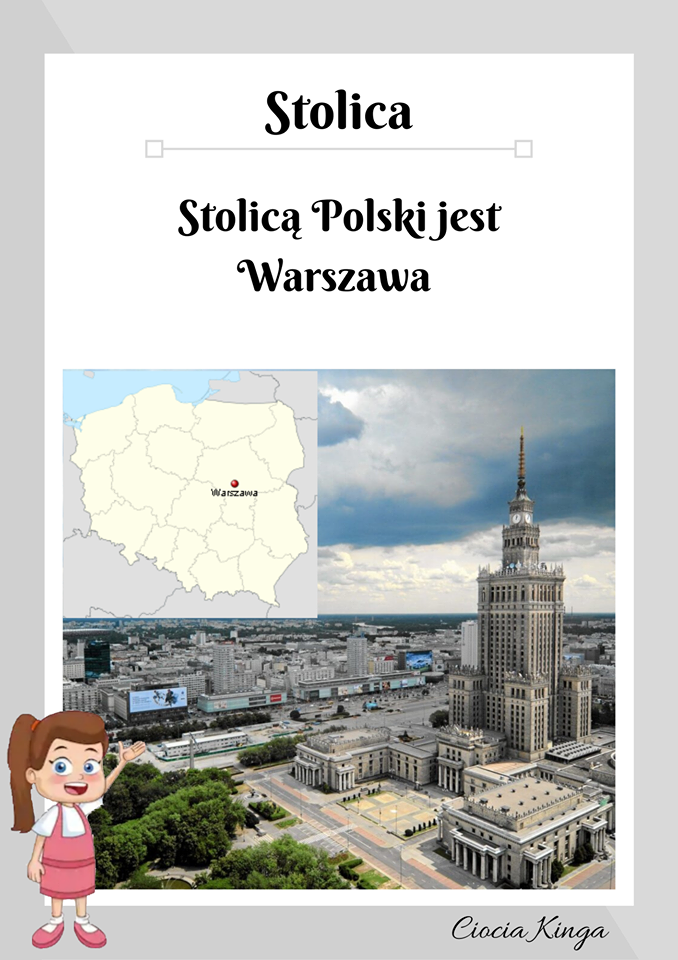 Stolica
Stolicą Polski jest
Warszawa
Warszawa
Ciocia Kinga